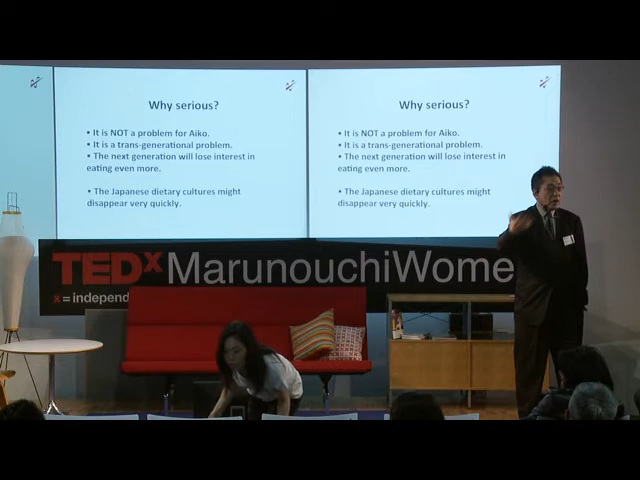 Why serious?
• It is NOT a problem for Aiko.
• It is a trans-generational problem.
• The next generation will lose interest in
eating even more.
• The Japanese dietary cultures might
disappear very quickly.
Why serious?
• It is NOT a problem for Aiko.
• It is a trans-generational problem.
• The next generation will lose interest in
eating even more.
• The Japanese dietary cultures might
disappear very quickly.
TEDx MarunouchiWome
x = independ